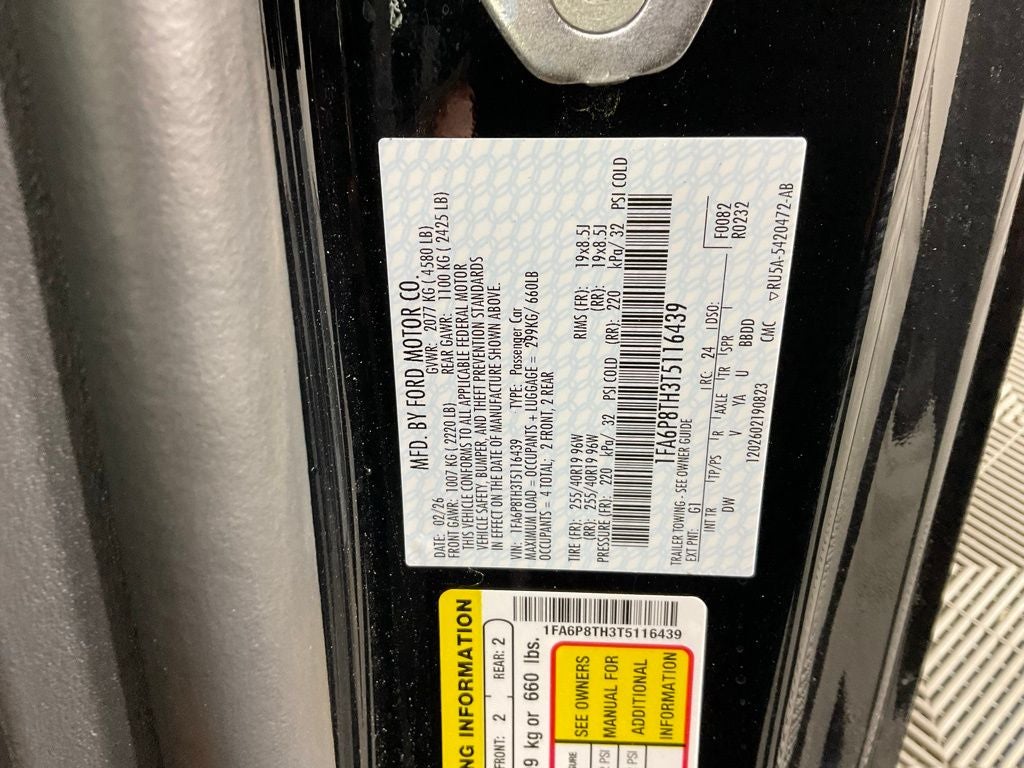 MFD. BY FORD MOTOR CO.
DATE: 02/26 GVWR: 2077 KG ( 4580 LB)
FRONT GAWR: 1007 KG (2220 LB) REAR GAWR: 1100 KG ( 2425 LB)
THIS VEHICLE CONFORMS TO ALL APPLICABLE FEDERAL MOTOR
VEHICLE SAFETY, BUMPER, AND THEFT PREVENTION STANDARDS
IN EFFECT ON THE DATE OF MANUFACTURE SHOWN ABOVE.
VIN: 1FA6P8TH3T5116439 TYPE: Passenger Car
MAXIMUM LOAD = OCCUPANTS + LUGGAGE = 299KG/ 660LB
OCCUPANTS = 4 TOTAL; 2 FRONT, 2 REAR
TIRE (FR): 255/40R19 96W RIMS (FR): 19x8.5J
(RR): 255/40R19 96W (RR): 19x8.5J
PRESSURE (FR): 220 kPa/ 32 PSI COLD (RR): 220 kPa/ 32 PSI COLD
1FA6P8TH3T5116439
TRAILER TOWING - SEE OWNER GUIDE
EXT PNT: G1 RC: 24 DSO: F0082
R0232
INT TR TP/PS R AXLE TR SPR
DW V YA U BBDD
CMC
12026021908​23 ▽RU5A-5420472-AB
NG INFORMATION
FRONT: 2 REAR: 2
9 kg or 660 lbs.
1FA6P8TH3T5116439
SEE OWNERS
MANUAL FOR
ADDITIONAL
INFORMATION
PSI
PSI